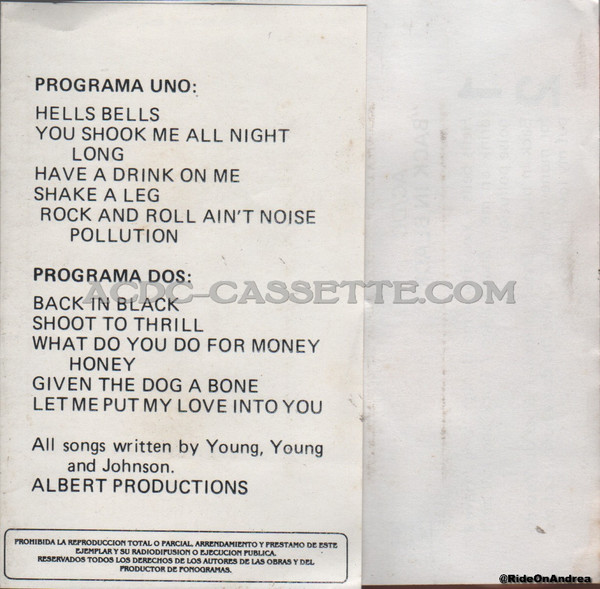 PROGRAMA UNO:
HELLS BELLS
YOU SHOOK ME ALL NIGHT
LONG
HAVE A DRINK ON ME
SHAKE A LEG
ROCK AND ROLL AIN'T NOISE
POLLUTION
PROGRAMA DOS:
ACDC-CASSETTE.COM
BACK IN BLACK
SHOOT TO THRILL
WHAT DO YOU DO FOR MONEY
HONEY
GIVEN THE DOG A BONE
LET ME PUT MY LOVE INTO YOU
All songs written by Young, Young
and Johnson.
ALBERT PRODUCTIONS
PROHIBIDA LA REPRODUCCION TOTAL O PARCIAL, ARRENDAMIENTO Y PRESTAMO DE ESTE
EJEMPLAR Y SU RADIODIFUSION O EJECUCION PUBLICA.
RESERVADOS TODOS LOS DERECHOS DE LOS AUTORES DE LAS OBRAS Y DEL
PRODUCTOR DE FONOGRAMAS.
@RideOnAndrea